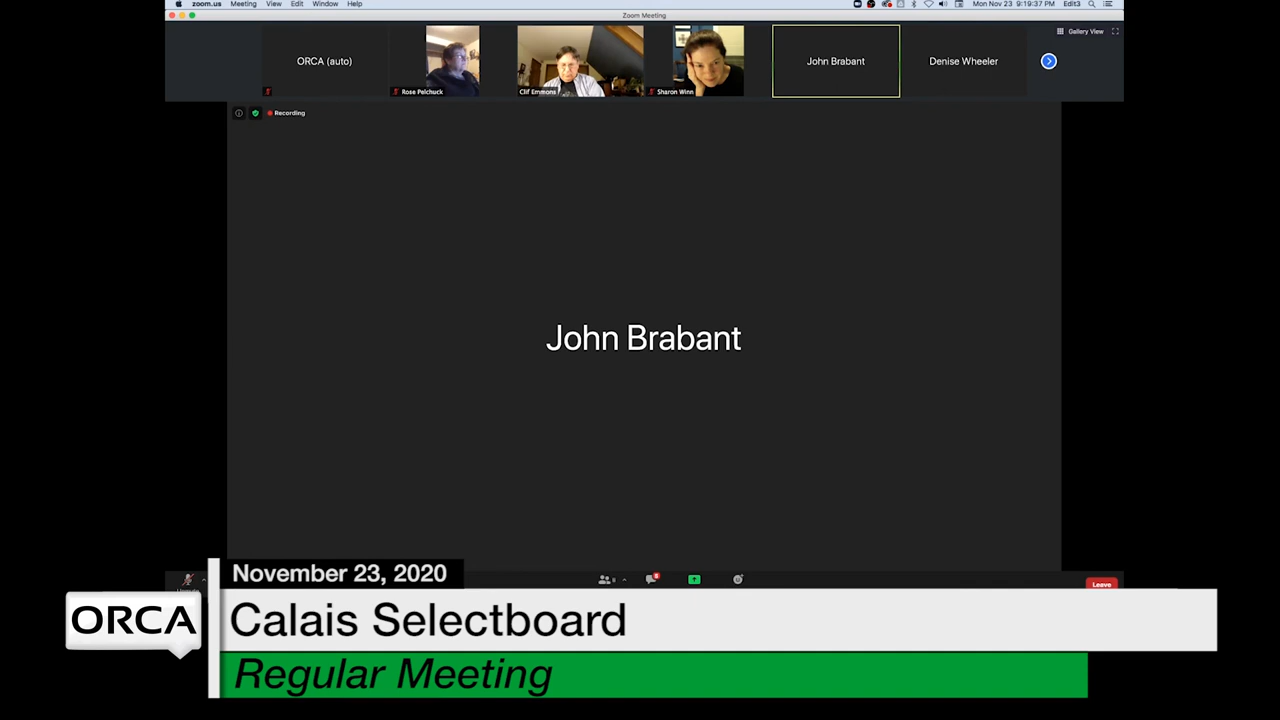 zoom.us Meeting View Edit Window Help
Mon Nov 23 9:19:37 PM Edit3
Zoom Meeting
Gallery View
ORCA (auto)
John Brabant
Denise Wheeler
Rose Pelchuck
Clif Emmons
Sharon Winn
Recording
John Brabant
Leave
November 23, 2020
ORCA
Calais Selectboard
Regular Meeting